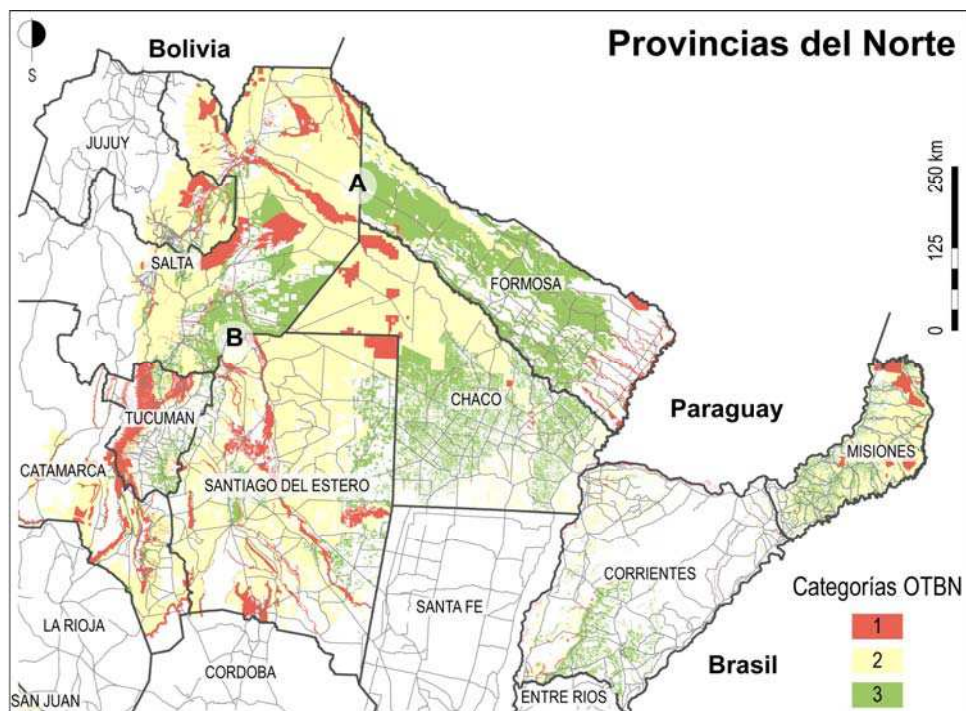 Provincias del Norte
Bolivia
S
JUJUY
250 km
A
125
SALTA
FORMOSA
0
B
CHACO
Paraguay
TUCUMAN
MISIONES
CATAMARCA
SANTIAGO DEL ESTERO
CORRIENTES
Categorías OTBN
SANTA FE
1
LA RIOJA
2
CORDOBA
Brasil
3
SAN JUAN
ENTRE RIOS